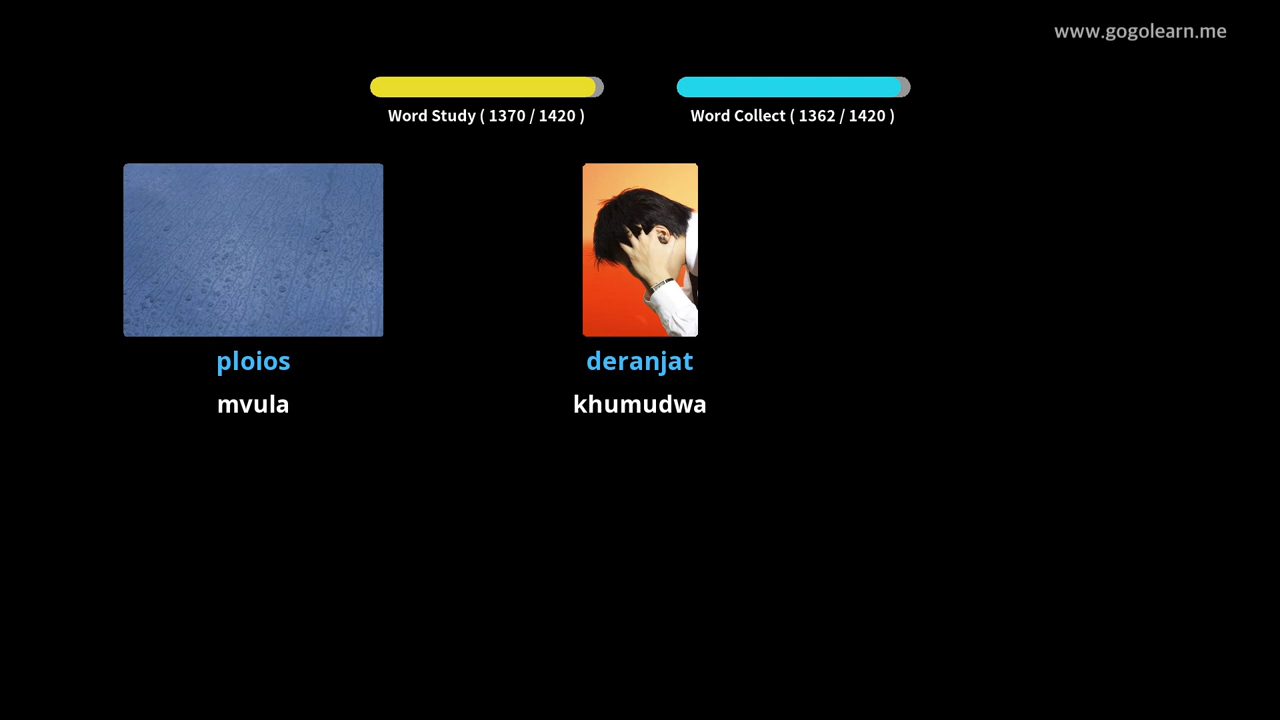 www.gogolearn.me
Word Study ( 1370 / 1420 )
Word Collect ( 1362 / 1420 )
ploios
deranjat
mvula
khumudwa